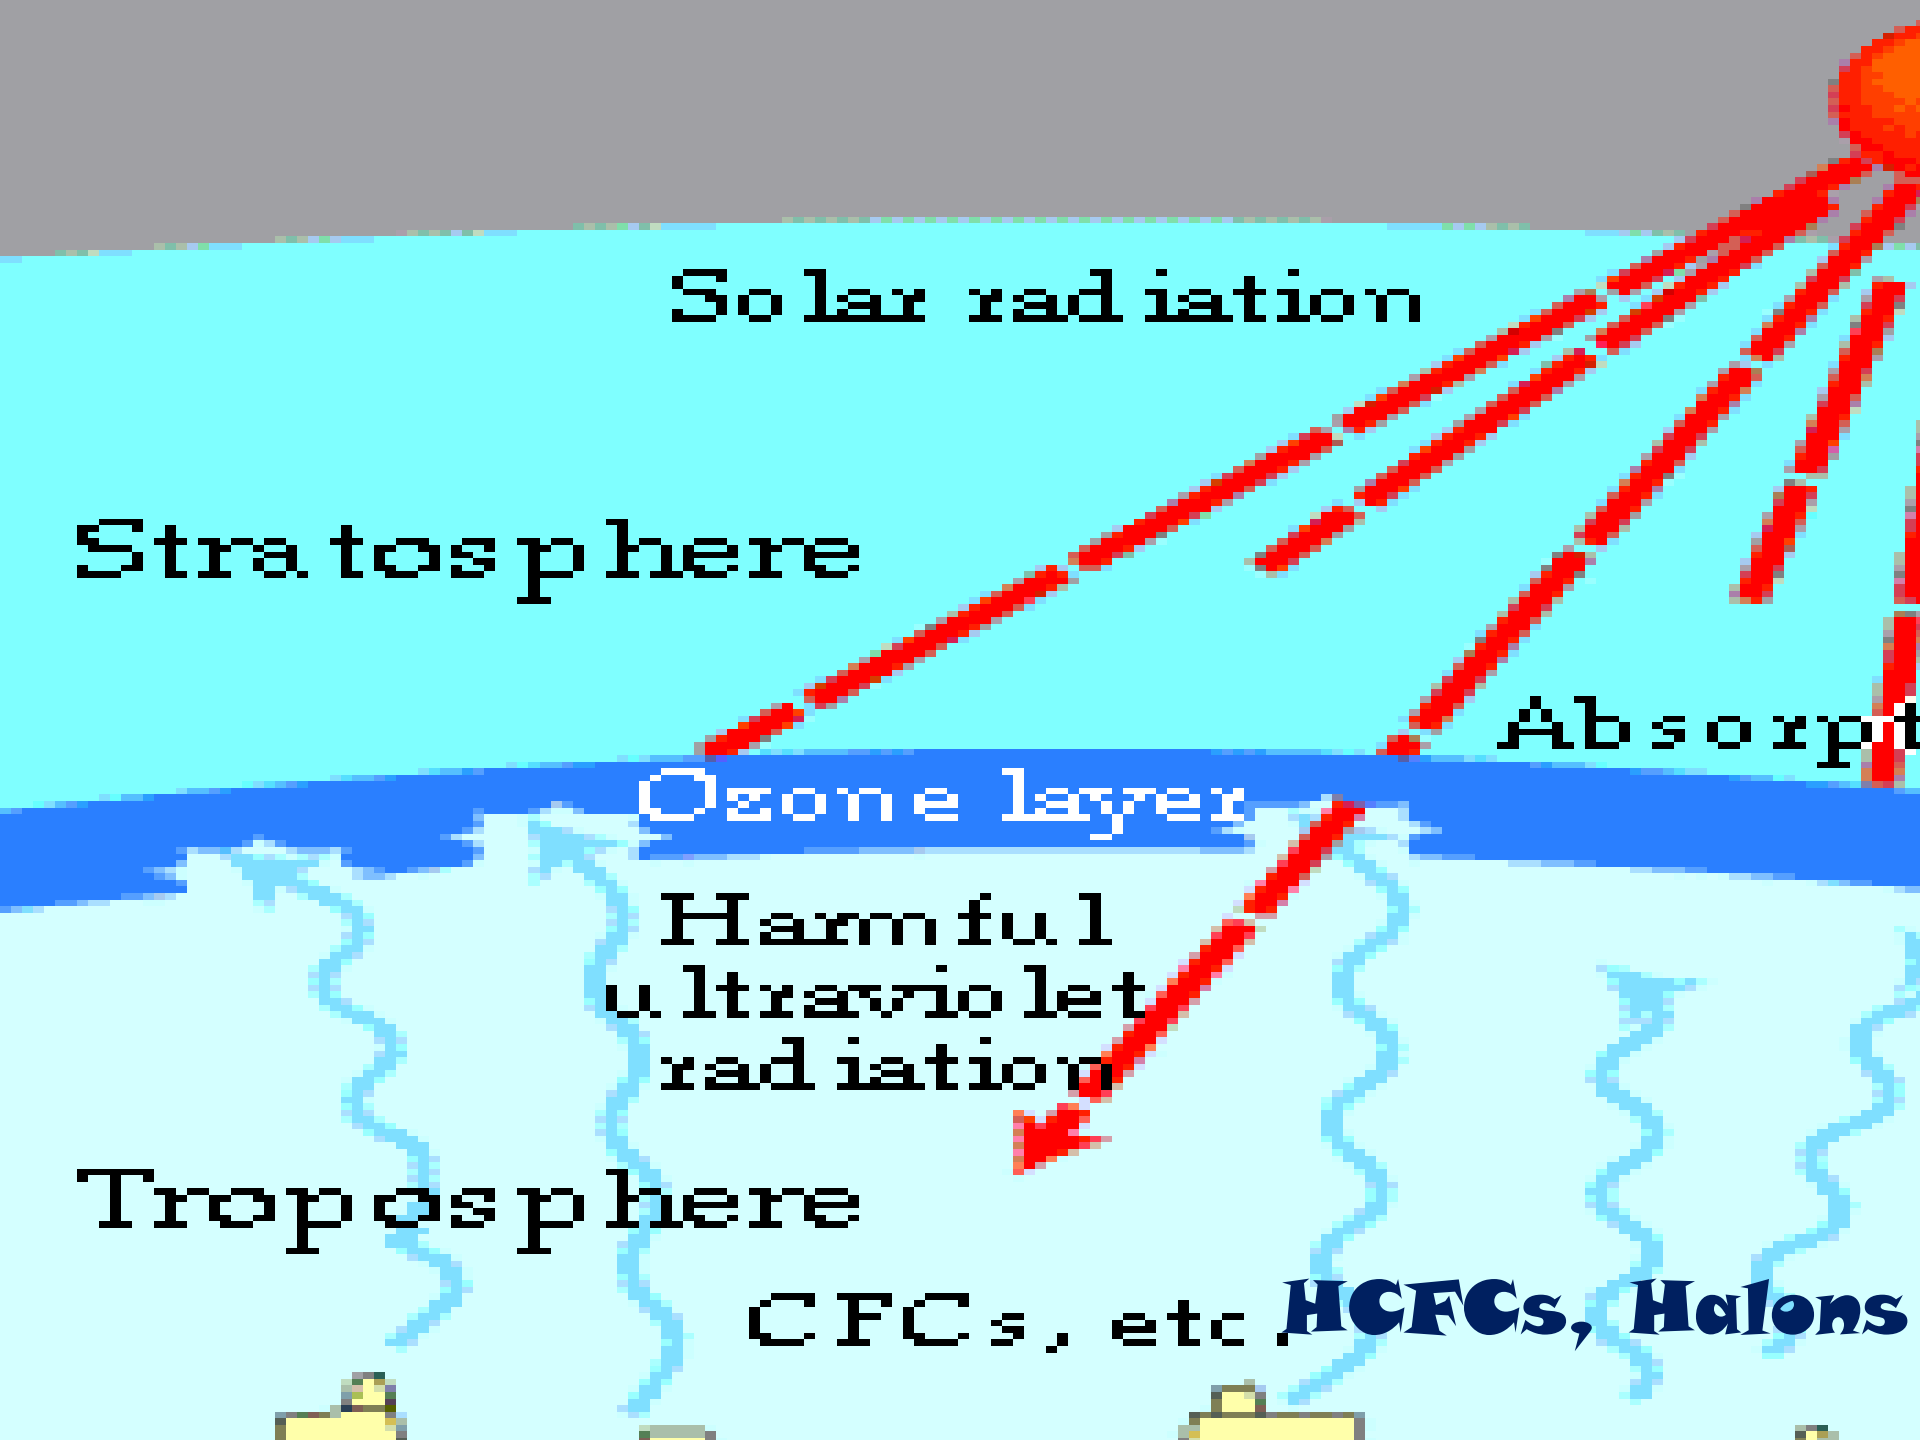 Solar radiation
Stratosphere
Absorpt
Ozone layer
Harmful
ultraviolet
radiation
Troposphere
CFCs, etc. HCFCs, Halons